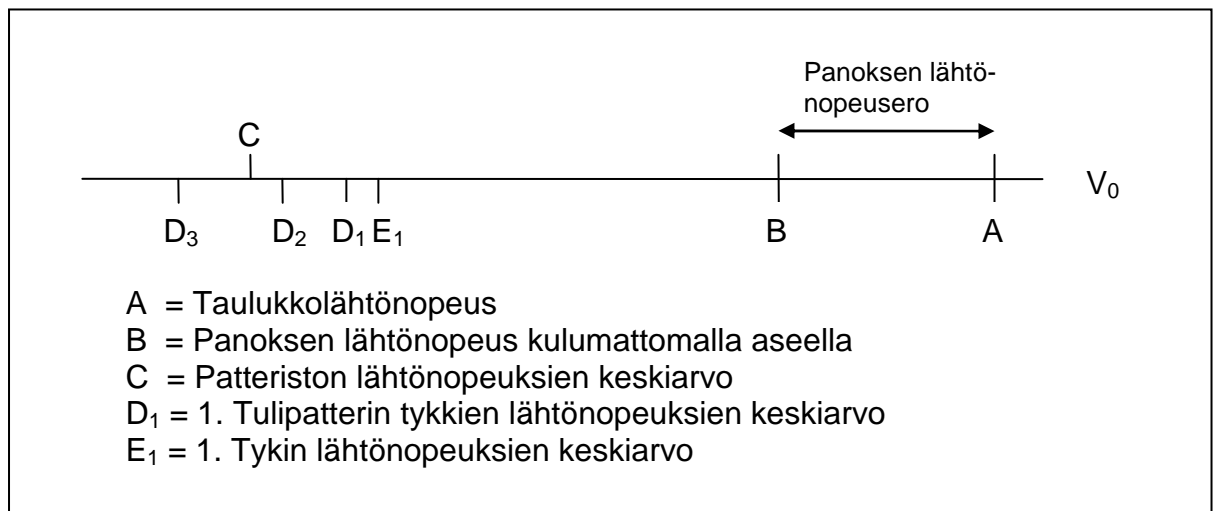 Panoksen lähtö-
nopeusero
C
V₀
D₃ D₂ D₁ E₁ B A
A = Taulukkolähtönopeus
B = Panoksen lähtönopeus kulumattomalla aseella
C = Patteriston lähtönopeuksien keskiarvo
D₁ = 1. Tulipatterin tykkien lähtönopeuksien keskiarvo
E₁ = 1. Tykin lähtönopeuksien keskiarvo